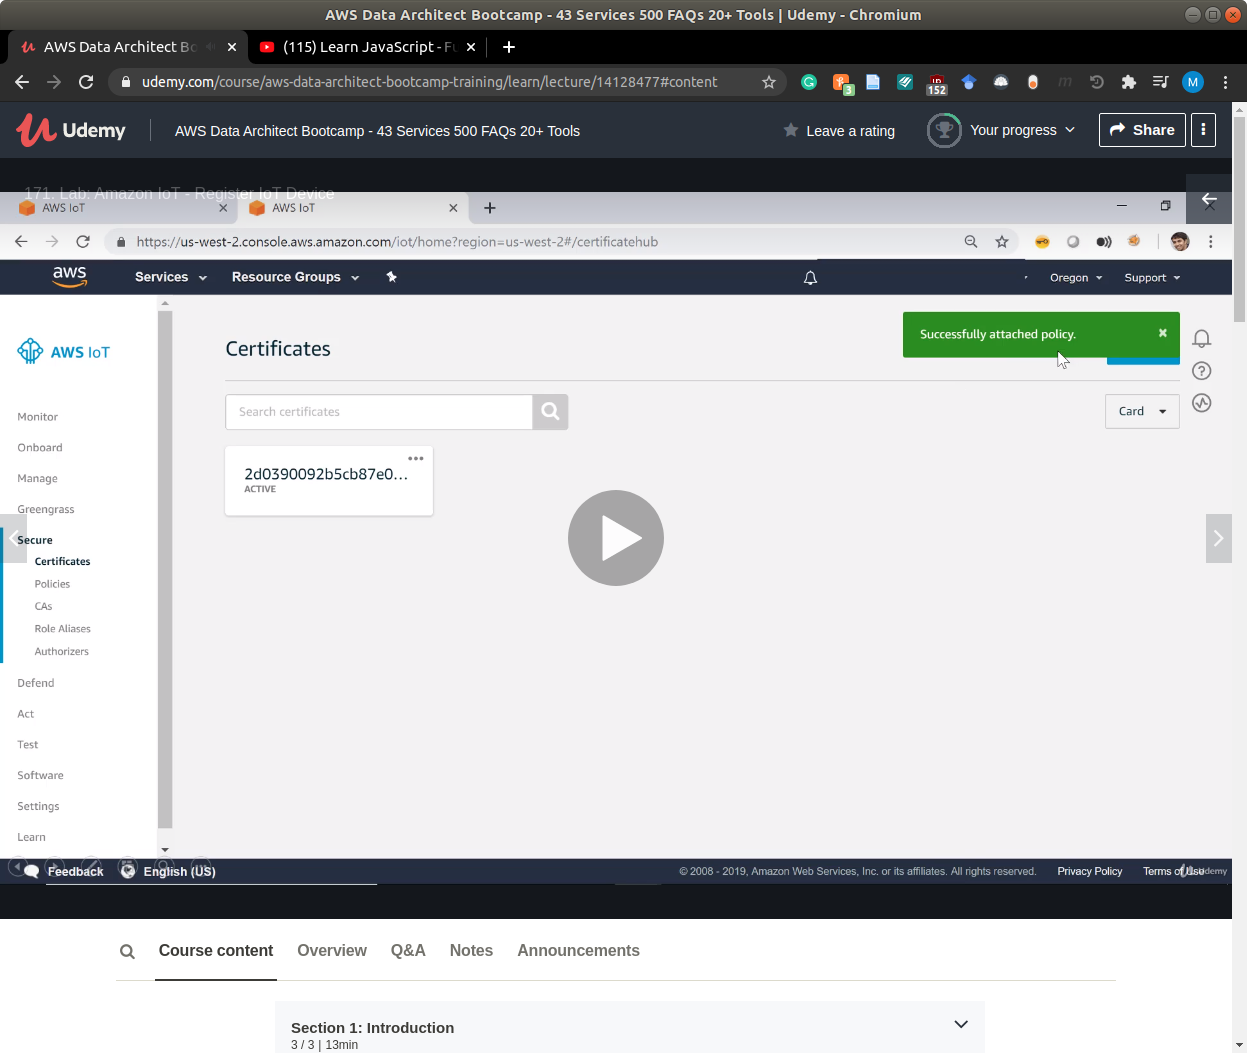 AWS Data Architect Bootcamp - 43 Services 500 FAQs 20+ Tools | Udemy - Chromium
AWS Data Architect Bo
(115) Learn JavaScript - Fu
udemy.com/course/aws-data-architect-bootcamp-training/learn/lecture/14128477#content
3
152
M
Udemy
AWS Data Architect Bootcamp - 43 Services 500 FAQs 20+ Tools
Leave a rating
Your progress
Share
171. Lab: Amazon IoT - Register IoT Device
AWS IoT
AWS IoT
https://us-west-2.console.aws.amazon.com/iot/home?region=us-west-2#/certificatehub
aws
Services
Resource Groups
Oregon
Support
AWS IoT
Certificates
Successfully attached policy.
Search certificates
Card
2d0390092b5cb87e0...
ACTIVE
Monitor
Onboard
Manage
Greengrass
Secure
Certificates
Policies
CAs
Role Aliases
Authorizers
Defend
Act
Test
Software
Settings
Learn
Feedback
English (US)
© 2008 - 2019, Amazon Web Services, Inc. or its affiliates. All rights reserved.
Privacy Policy
Terms of Use
Udemy
Course content
Overview
Q&A
Notes
Announcements
Section 1: Introduction
3 / 3 | 13min